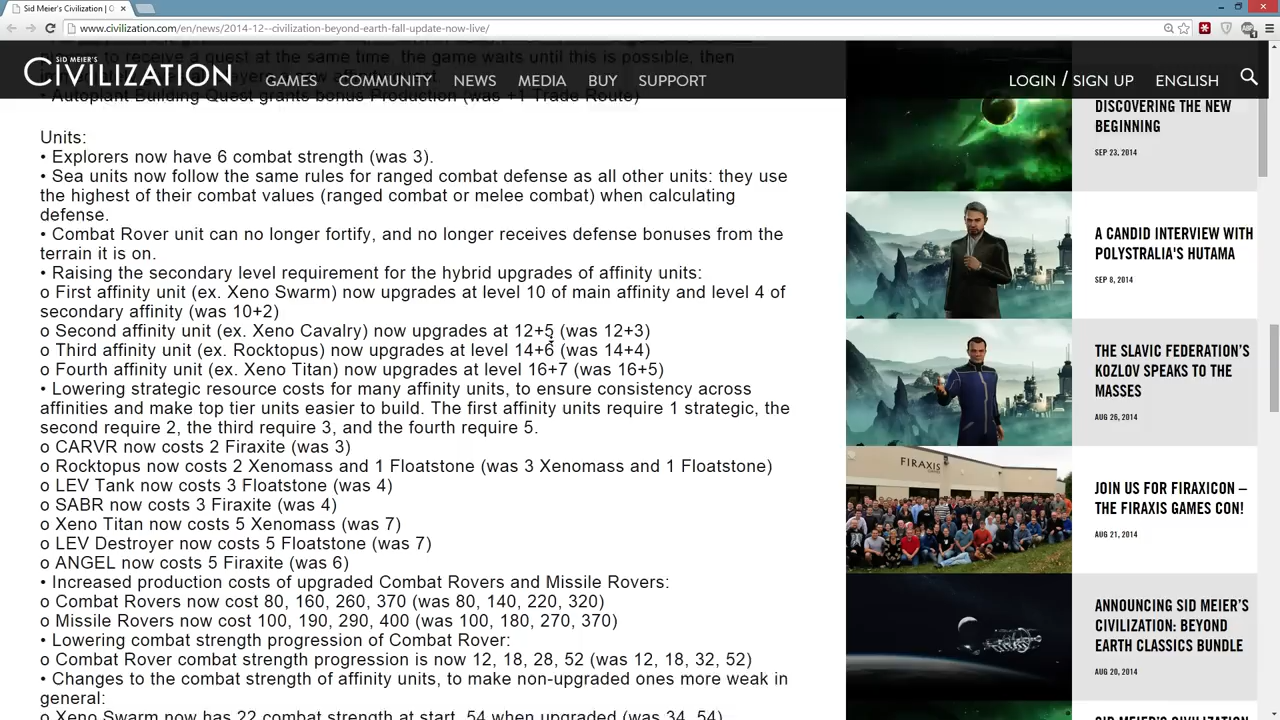 Sid Meier's Civilization | O
www.civilization.com/en/news/2014-12--civilization-beyond-earth-fall-update-now-live/
SID MEIER'S
CIVILIZATION
GAMES COMMUNITY NEWS MEDIA BUY SUPPORT
LOGIN / SIGN UP ENGLISH
to receive a quest at the same time, the game waits until this is possible, then
• Autoplant Building Quest grants bonus Production (was +1 Trade Route)
Units:
• Explorers now have 6 combat strength (was 3).
• Sea units now follow the same rules for ranged combat defense as all other units: they use
the highest of their combat values (ranged combat or melee combat) when calculating
defense.
• Combat Rover unit can no longer fortify, and no longer receives defense bonuses from the
terrain it is on.
• Raising the secondary level requirement for the hybrid upgrades of affinity units:
o First affinity unit (ex. Xeno Swarm) now upgrades at level 10 of main affinity and level 4 of
secondary affinity (was 10+2)
o Second affinity unit (ex. Xeno Cavalry) now upgrades at 12+5 (was 12+3)
o Third affinity unit (ex. Rocktopus) now upgrades at level 14+6 (was 14+4)
o Fourth affinity unit (ex. Xeno Titan) now upgrades at level 16+7 (was 16+5)
• Lowering strategic resource costs for many affinity units, to ensure consistency across
affinities and make top tier units easier to build. The first affinity units require 1 strategic, the
second require 2, the third require 3, and the fourth require 5.
o CARVR now costs 2 Firaxite (was 3)
o Rocktopus now costs 2 Xenomass and 1 Floatstone (was 3 Xenomass and 1 Floatstone)
o LEV Tank now costs 3 Floatstone (was 4)
o SABR now costs 3 Firaxite (was 4)
o Xeno Titan now costs 5 Xenomass (was 7)
o LEV Destroyer now costs 5 Floatstone (was 7)
o ANGEL now costs 5 Firaxite (was 6)
• Increased production costs of upgraded Combat Rovers and Missile Rovers:
o Combat Rovers now cost 80, 160, 260, 370 (was 80, 140, 220, 320)
o Missile Rovers now cost 100, 190, 290, 400 (was 100, 180, 270, 370)
• Lowering combat strength progression of Combat Rover:
o Combat Rover combat strength progression is now 12, 18, 28, 52 (was 12, 18, 32, 52)
• Changes to the combat strength of affinity units, to make non-upgraded ones more weak in
general:
o Xeno Swarm now has 22 combat strength at start, 54 when upgraded (was 34, 54)
DISCOVERING THE NEW
BEGINNING
SEP 23, 2014
A CANDID INTERVIEW WITH
POLYSTRALIA'S HUTAMA
SEP 8, 2014
THE SLAVIC FEDERATION'S
KOZLOV SPEAKS TO THE
MASSES
AUG 26, 2014
FIRAXIS
JOIN US FOR FIRAXICON –
THE FIRAXIS GAMES CON!
AUG 21, 2014
ANNOUNCING SID MEIER'S
CIVILIZATION: BEYOND
EARTH CLASSICS BUNDLE
AUG 20, 2014
SID MEIER'S CIVILIZATION